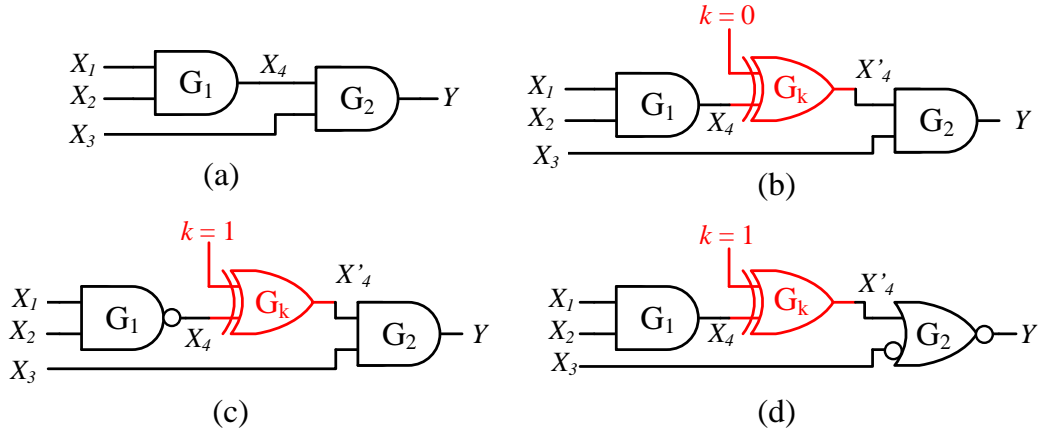 X1
X2
X3
G1
X4
G2
Y
(a)
k = 0
X1
X2
X3
G1
X4
Gk
X'4
G2
Y
(b)
k = 1
X1
X2
X3
G1
X4
Gk
X'4
G2
Y
(c)
k = 1
X1
X2
X3
G1
X4
Gk
X'4
G2
Y
(d)